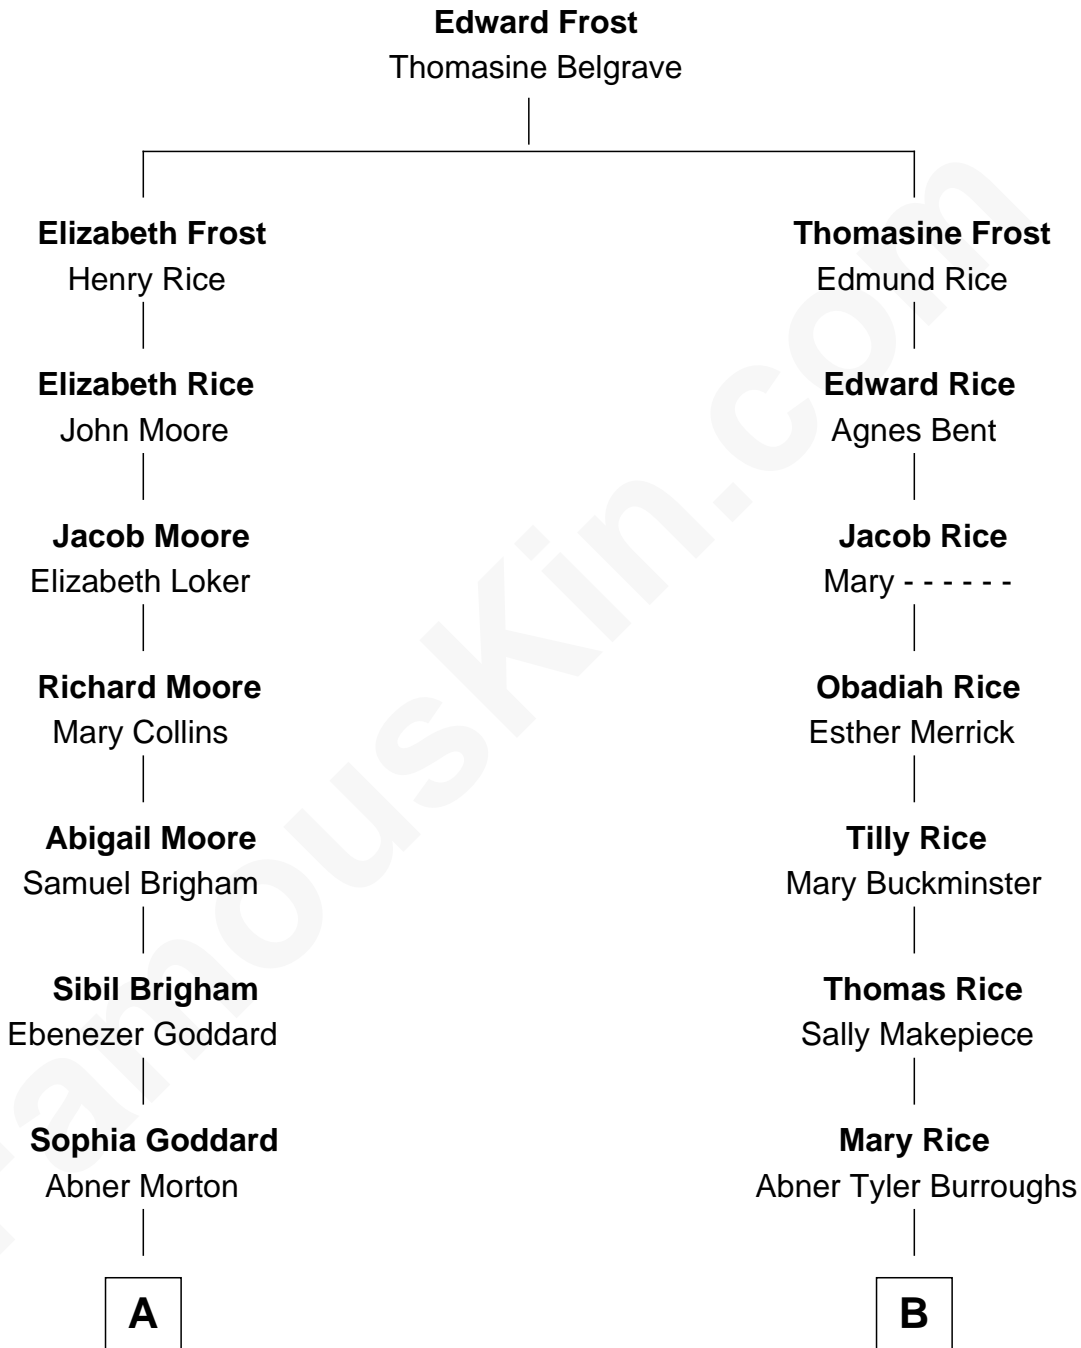 Edward Frost
Thomasine Belgrave
Elizabeth Frost
Henry Rice
Thomasine Frost
Edmund Rice
Elizabeth Rice
John Moore
Edward Rice
Agnes Bent
Jacob Moore
Elizabeth Loker
Jacob Rice
Mary - - - - - -
Richard Moore
Mary Collins
Obadiah Rice
Esther Merrick
Abigail Moore
Samuel Brigham
Tilly Rice
Mary Buckminster
Sibil Brigham
Ebenezer Goddard
Thomas Rice
Sally Makepiece
Sophia Goddard
Abner Morton
Mary Rice
Abner Tyler Burroughs
A
B
FamousKin.com